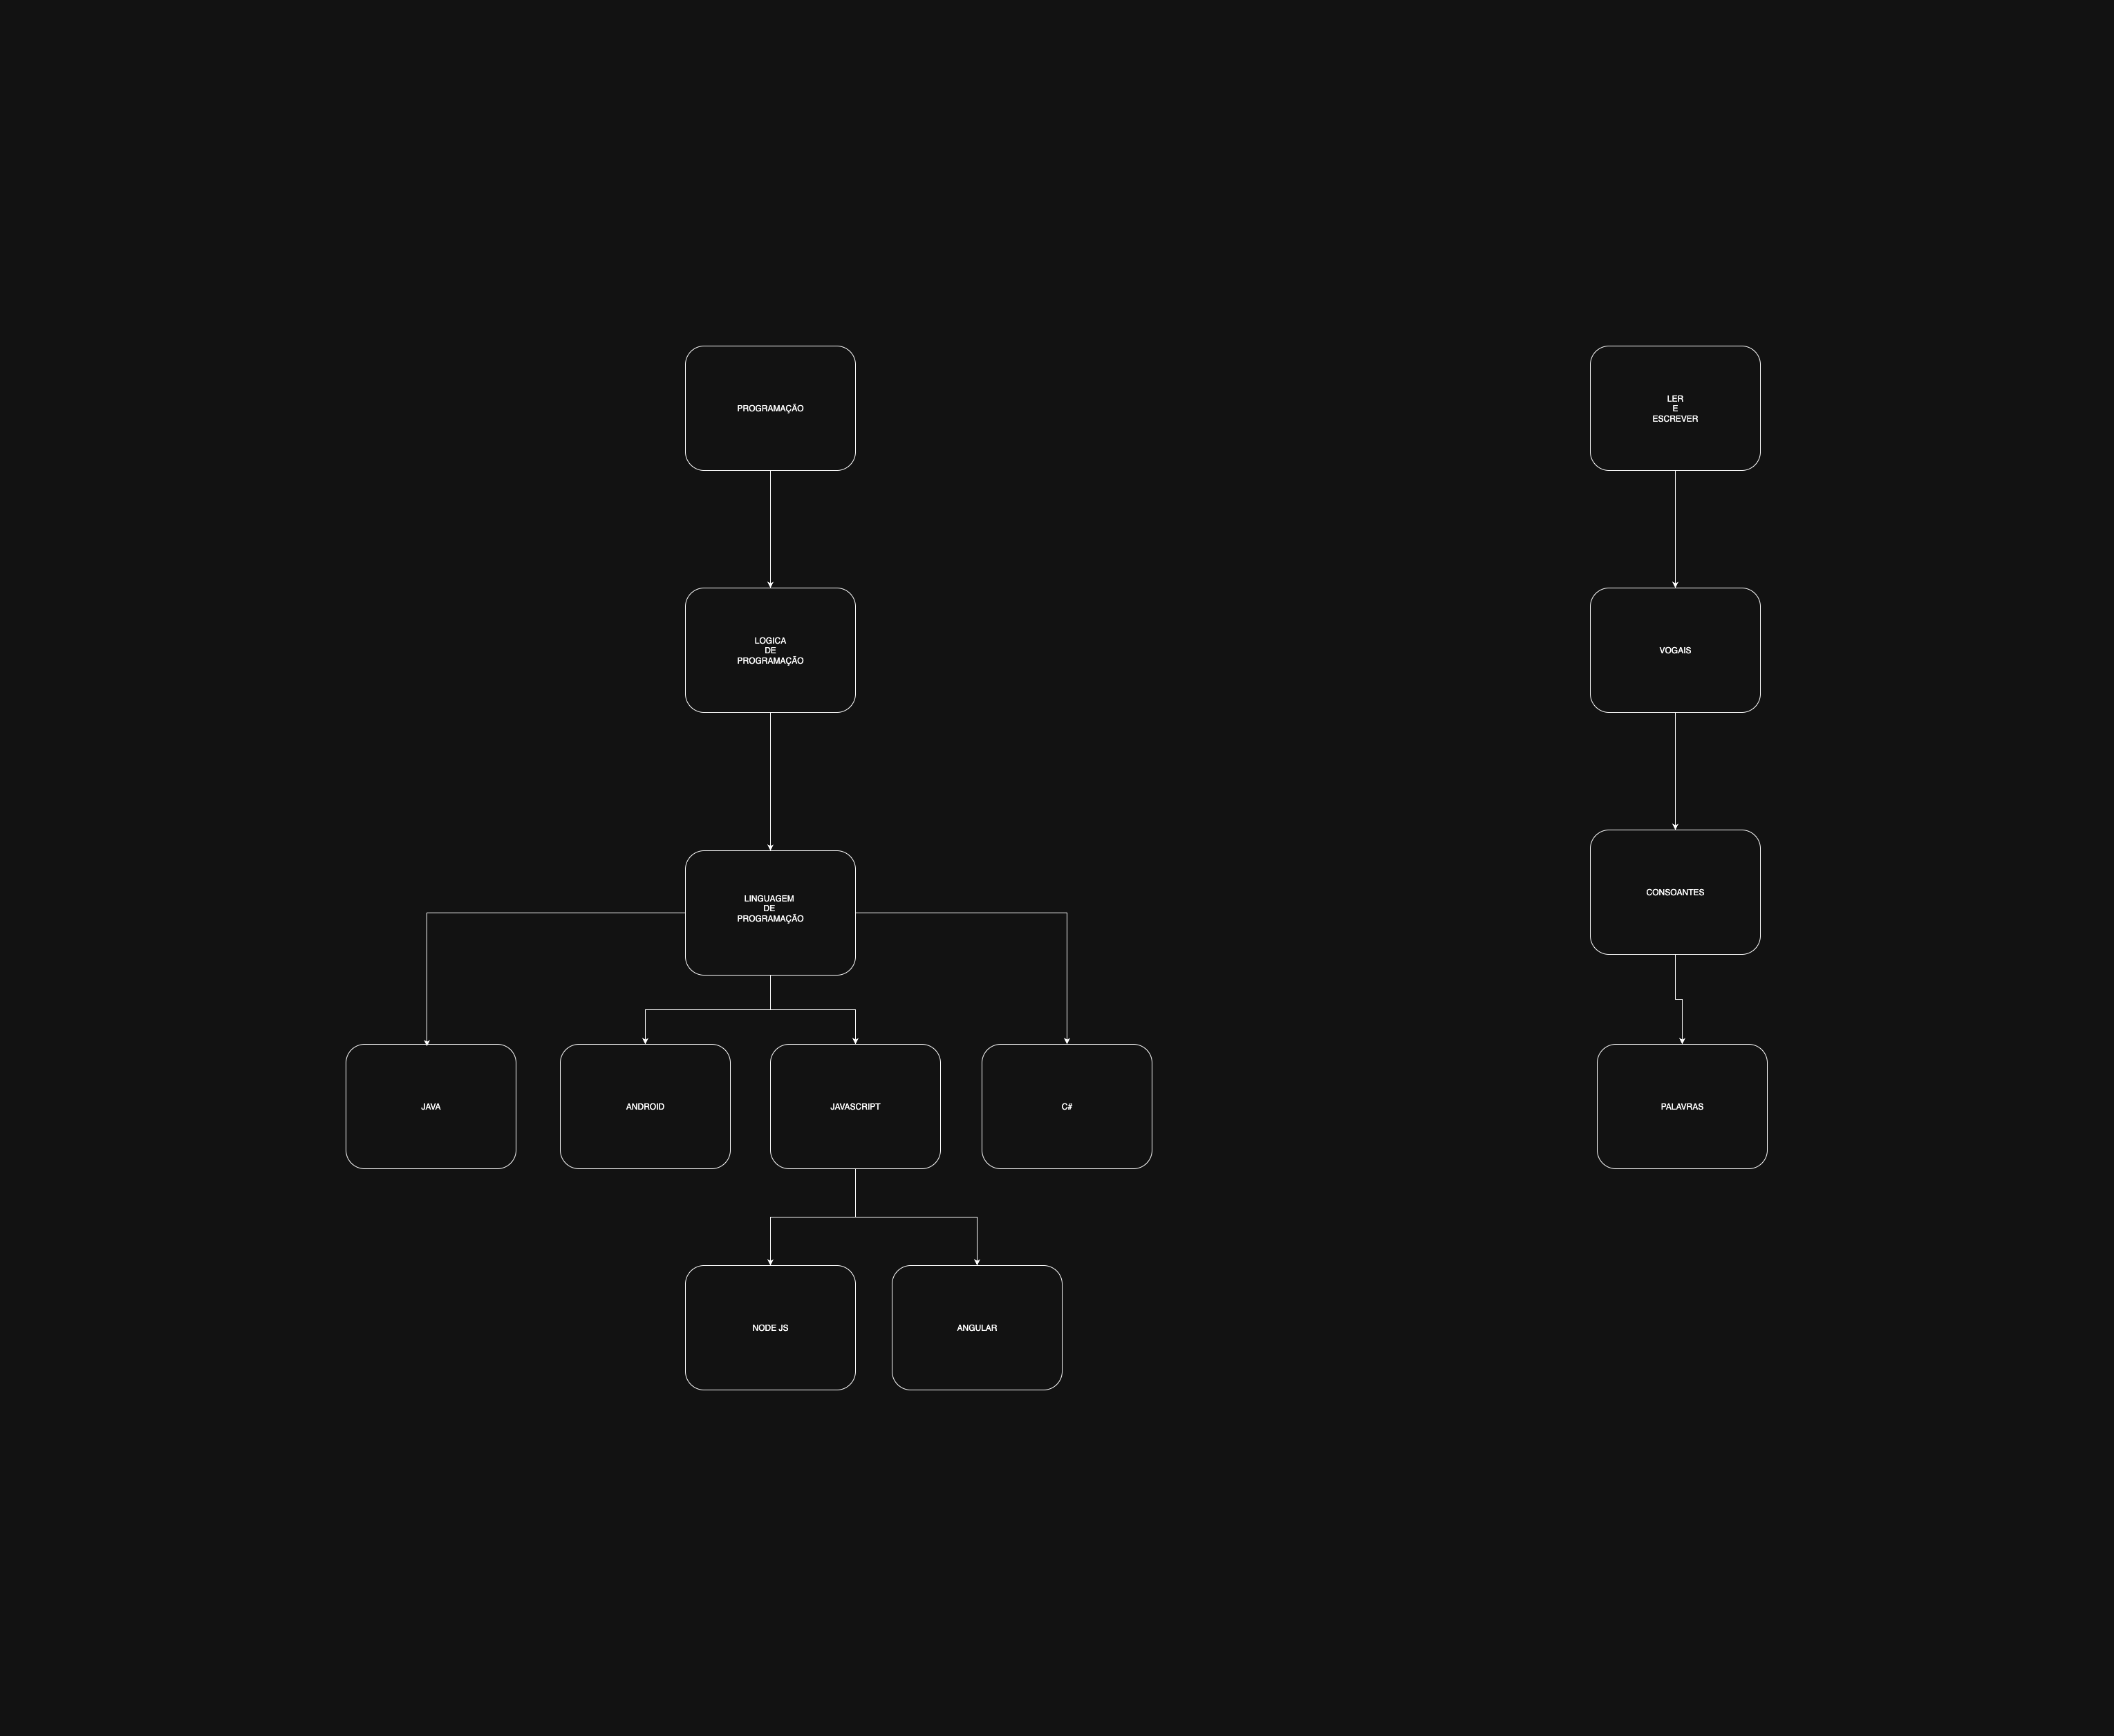 PROGRAMAÇÃO
LER
E
ESCREVER
LOGICA
DE
PROGRAMAÇÃO
VOGAIS
LINGUAGEM
DE
PROGRAMAÇÃO
CONSOANTES
JAVA
ANDROID
JAVASCRIPT
C#
PALAVRAS
NODE JS
ANGULAR